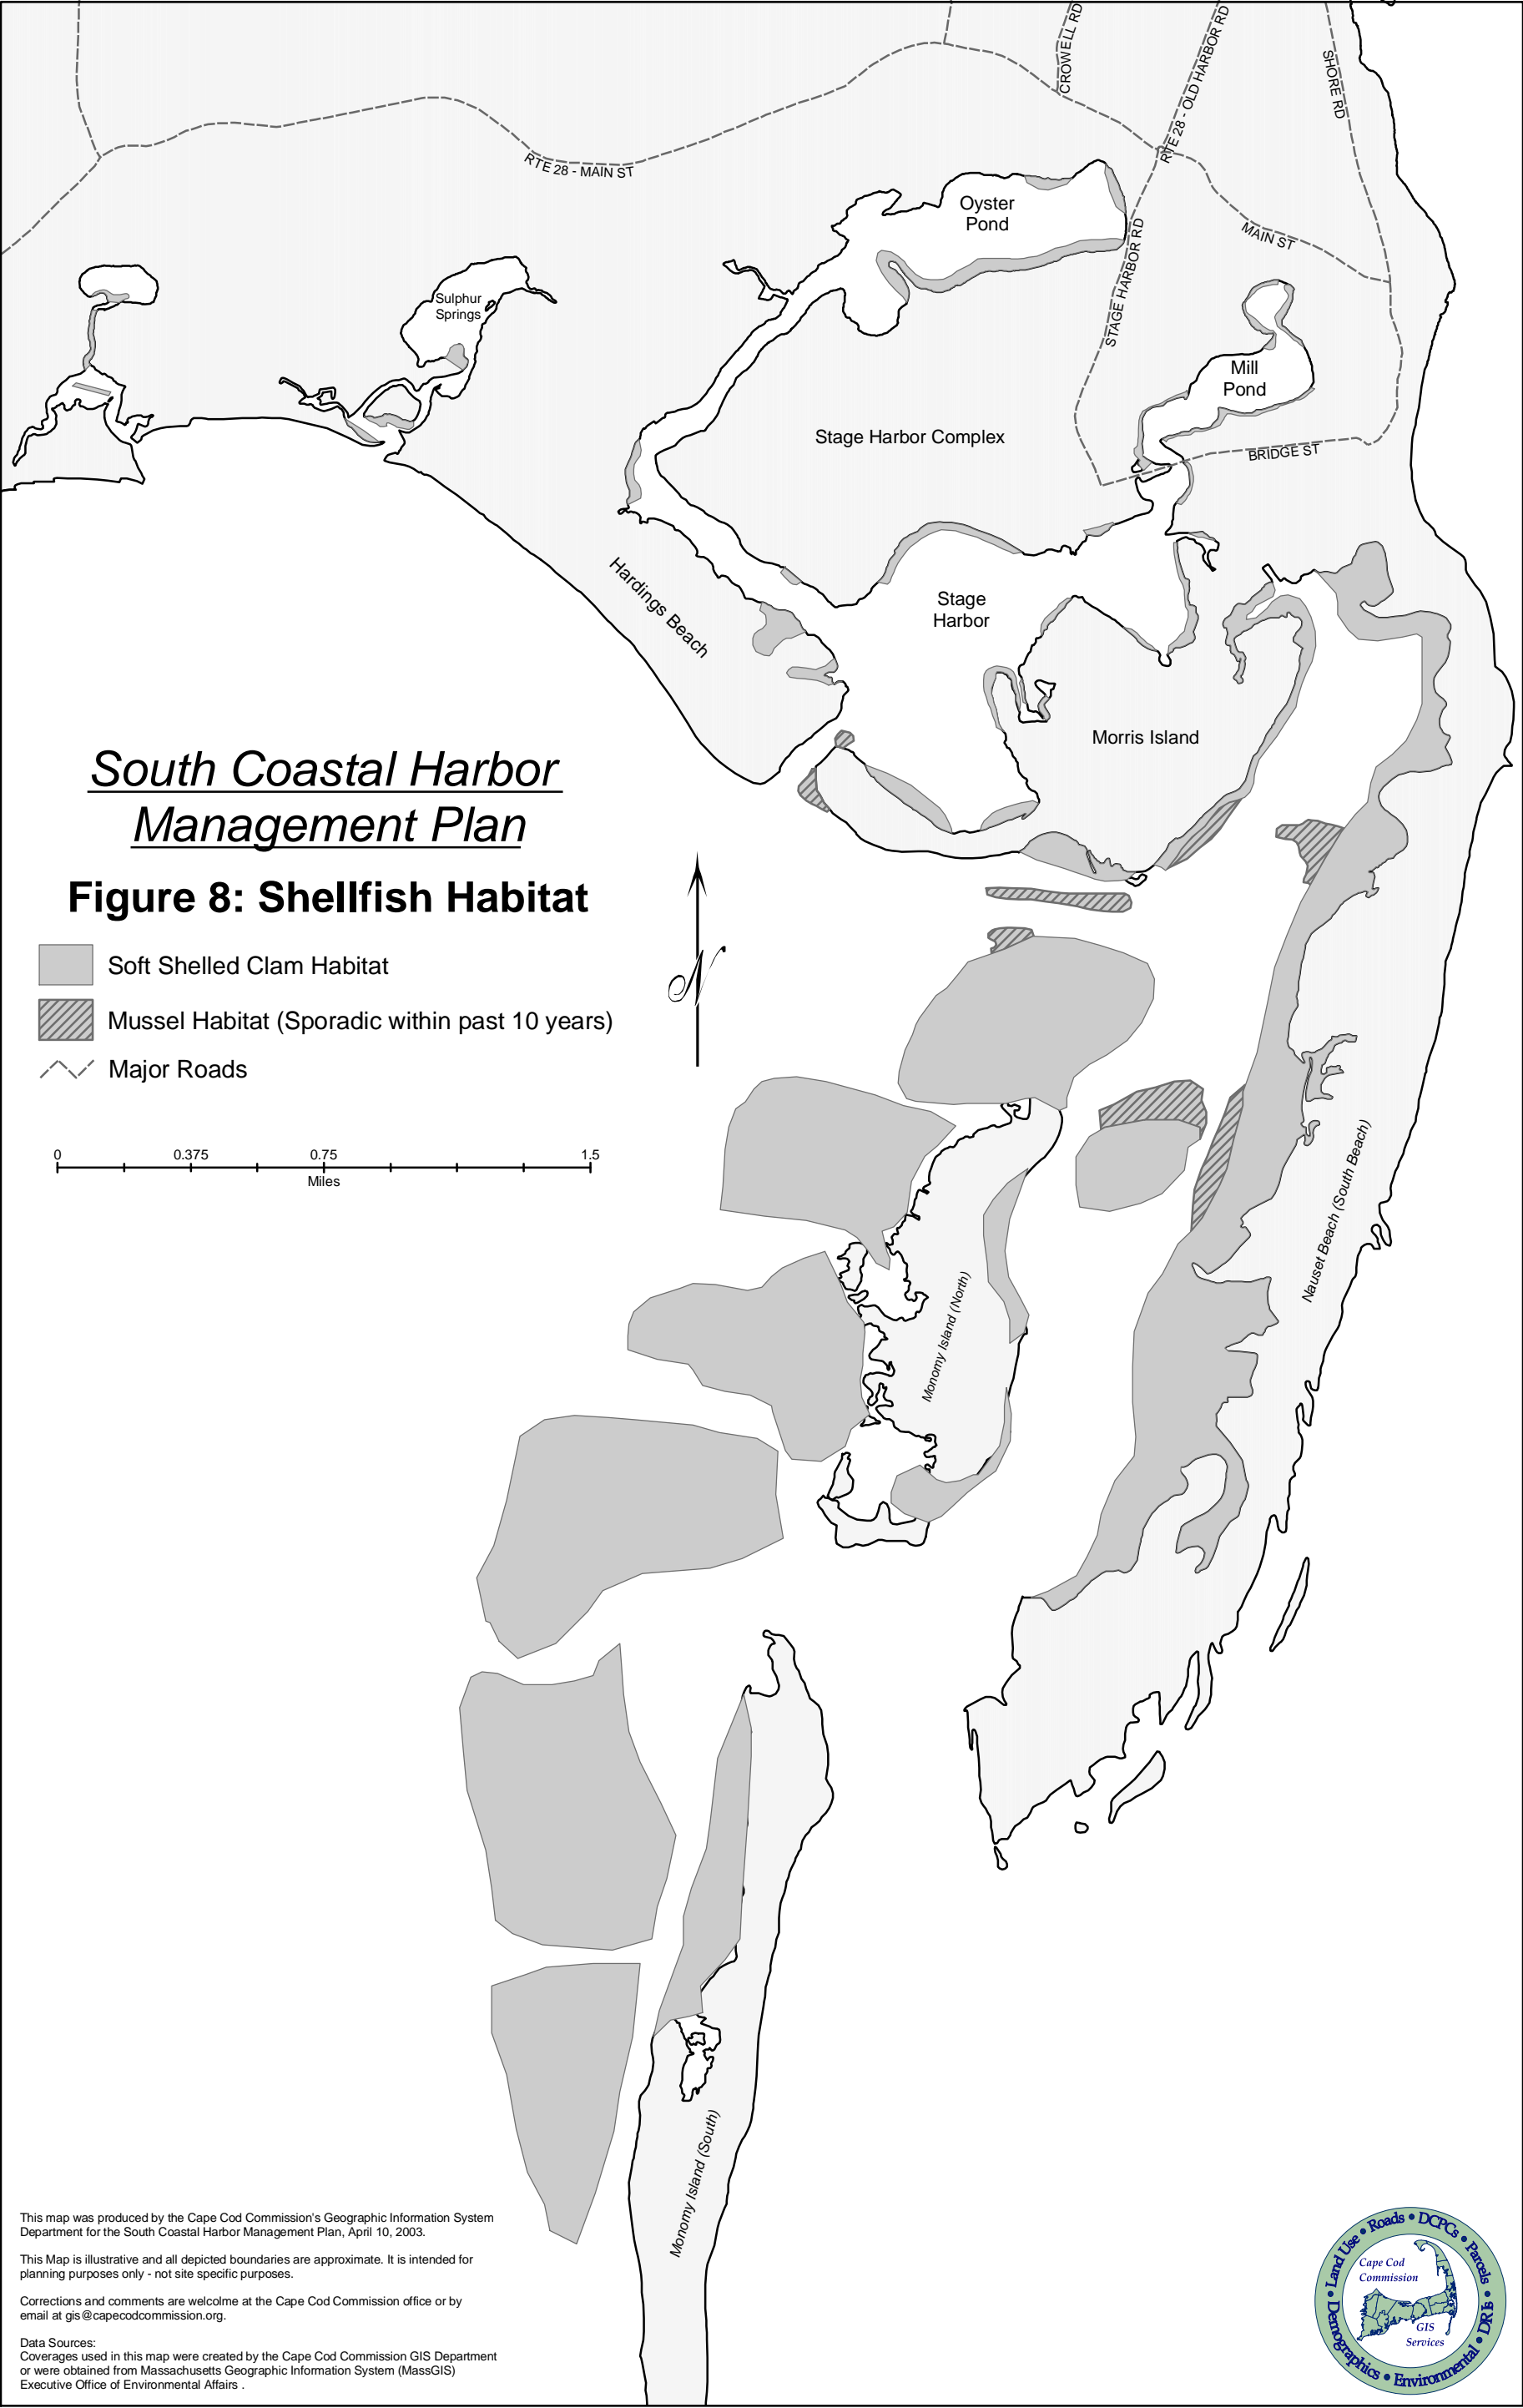 CROWELL RD
RTE 28 - OLD HARBOR RD
SHORE RD
RTE 28 - MAIN ST
Oyster
Pond
STAGE HARBOR RD
MAIN ST
Sulphur
Springs
Mill
Pond
Stage Harbor Complex
BRIDGE ST
Hardings Beach
Stage
Harbor
Morris Island
South Coastal Harbor
Management Plan
Figure 8: Shellfish Habitat
Soft Shelled Clam Habitat
Mussel Habitat (Sporadic within past 10 years)
Major Roads
N
0 0.375 0.75 1.5
Miles
Nauset Beach (South Beach)
Monomy Island (North)
Monomy Island (South)
This map was produced by the Cape Cod Commission's Geographic Information System
Department for the South Coastal Harbor Management Plan, April 10, 2003.
This Map is illustrative and all depicted boundaries are approximate. It is intended for
planning purposes only - not site specific purposes.
Corrections and comments are welcolme at the Cape Cod Commission office or by
email at gis@capecodcommission.org.
Data Sources:
Coverages used in this map were created by the Cape Cod Commission GIS Department
or were obtained from Massachusetts Geographic Information System (MassGIS)
Executive Office of Environmental Affairs .
Land Use • Roads • DCPCs • Parcels • DRIs • Environmental • Demographics •
Cape Cod
Commission
GIS
Services